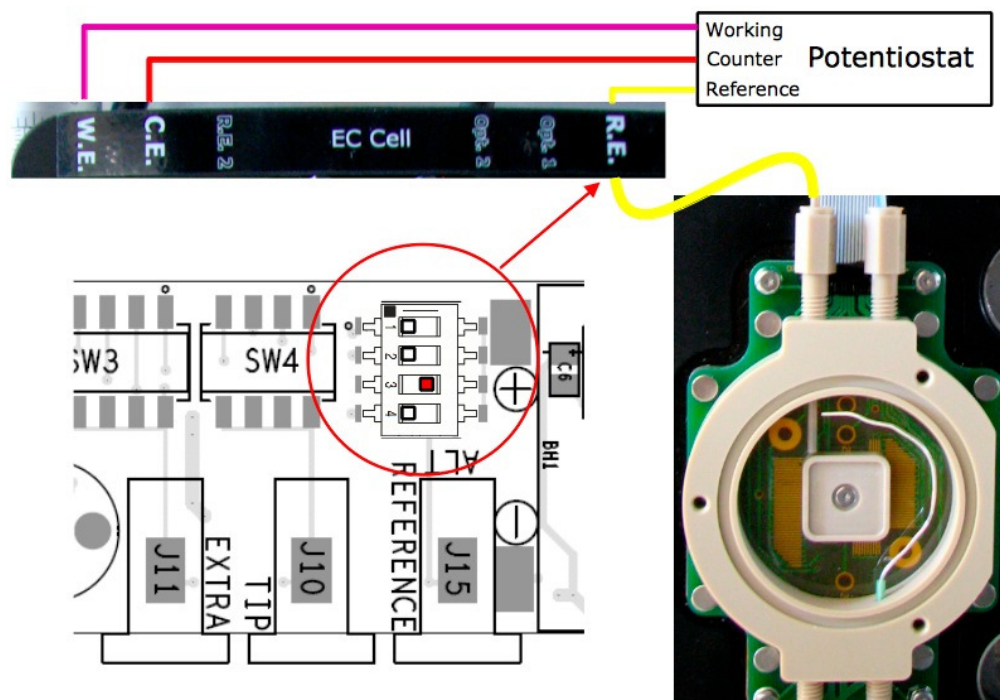 Working
Counter
Reference
Potentiostat
W.E.
C.E.
R.E. 2
EC Cell
Opt. 2
Opt. 1
R.E.
SW3
SW4
1
2
3
4
+
C6
ALT
BH1
REFERENCE
J11
EXTRA
TIP
J10
J15